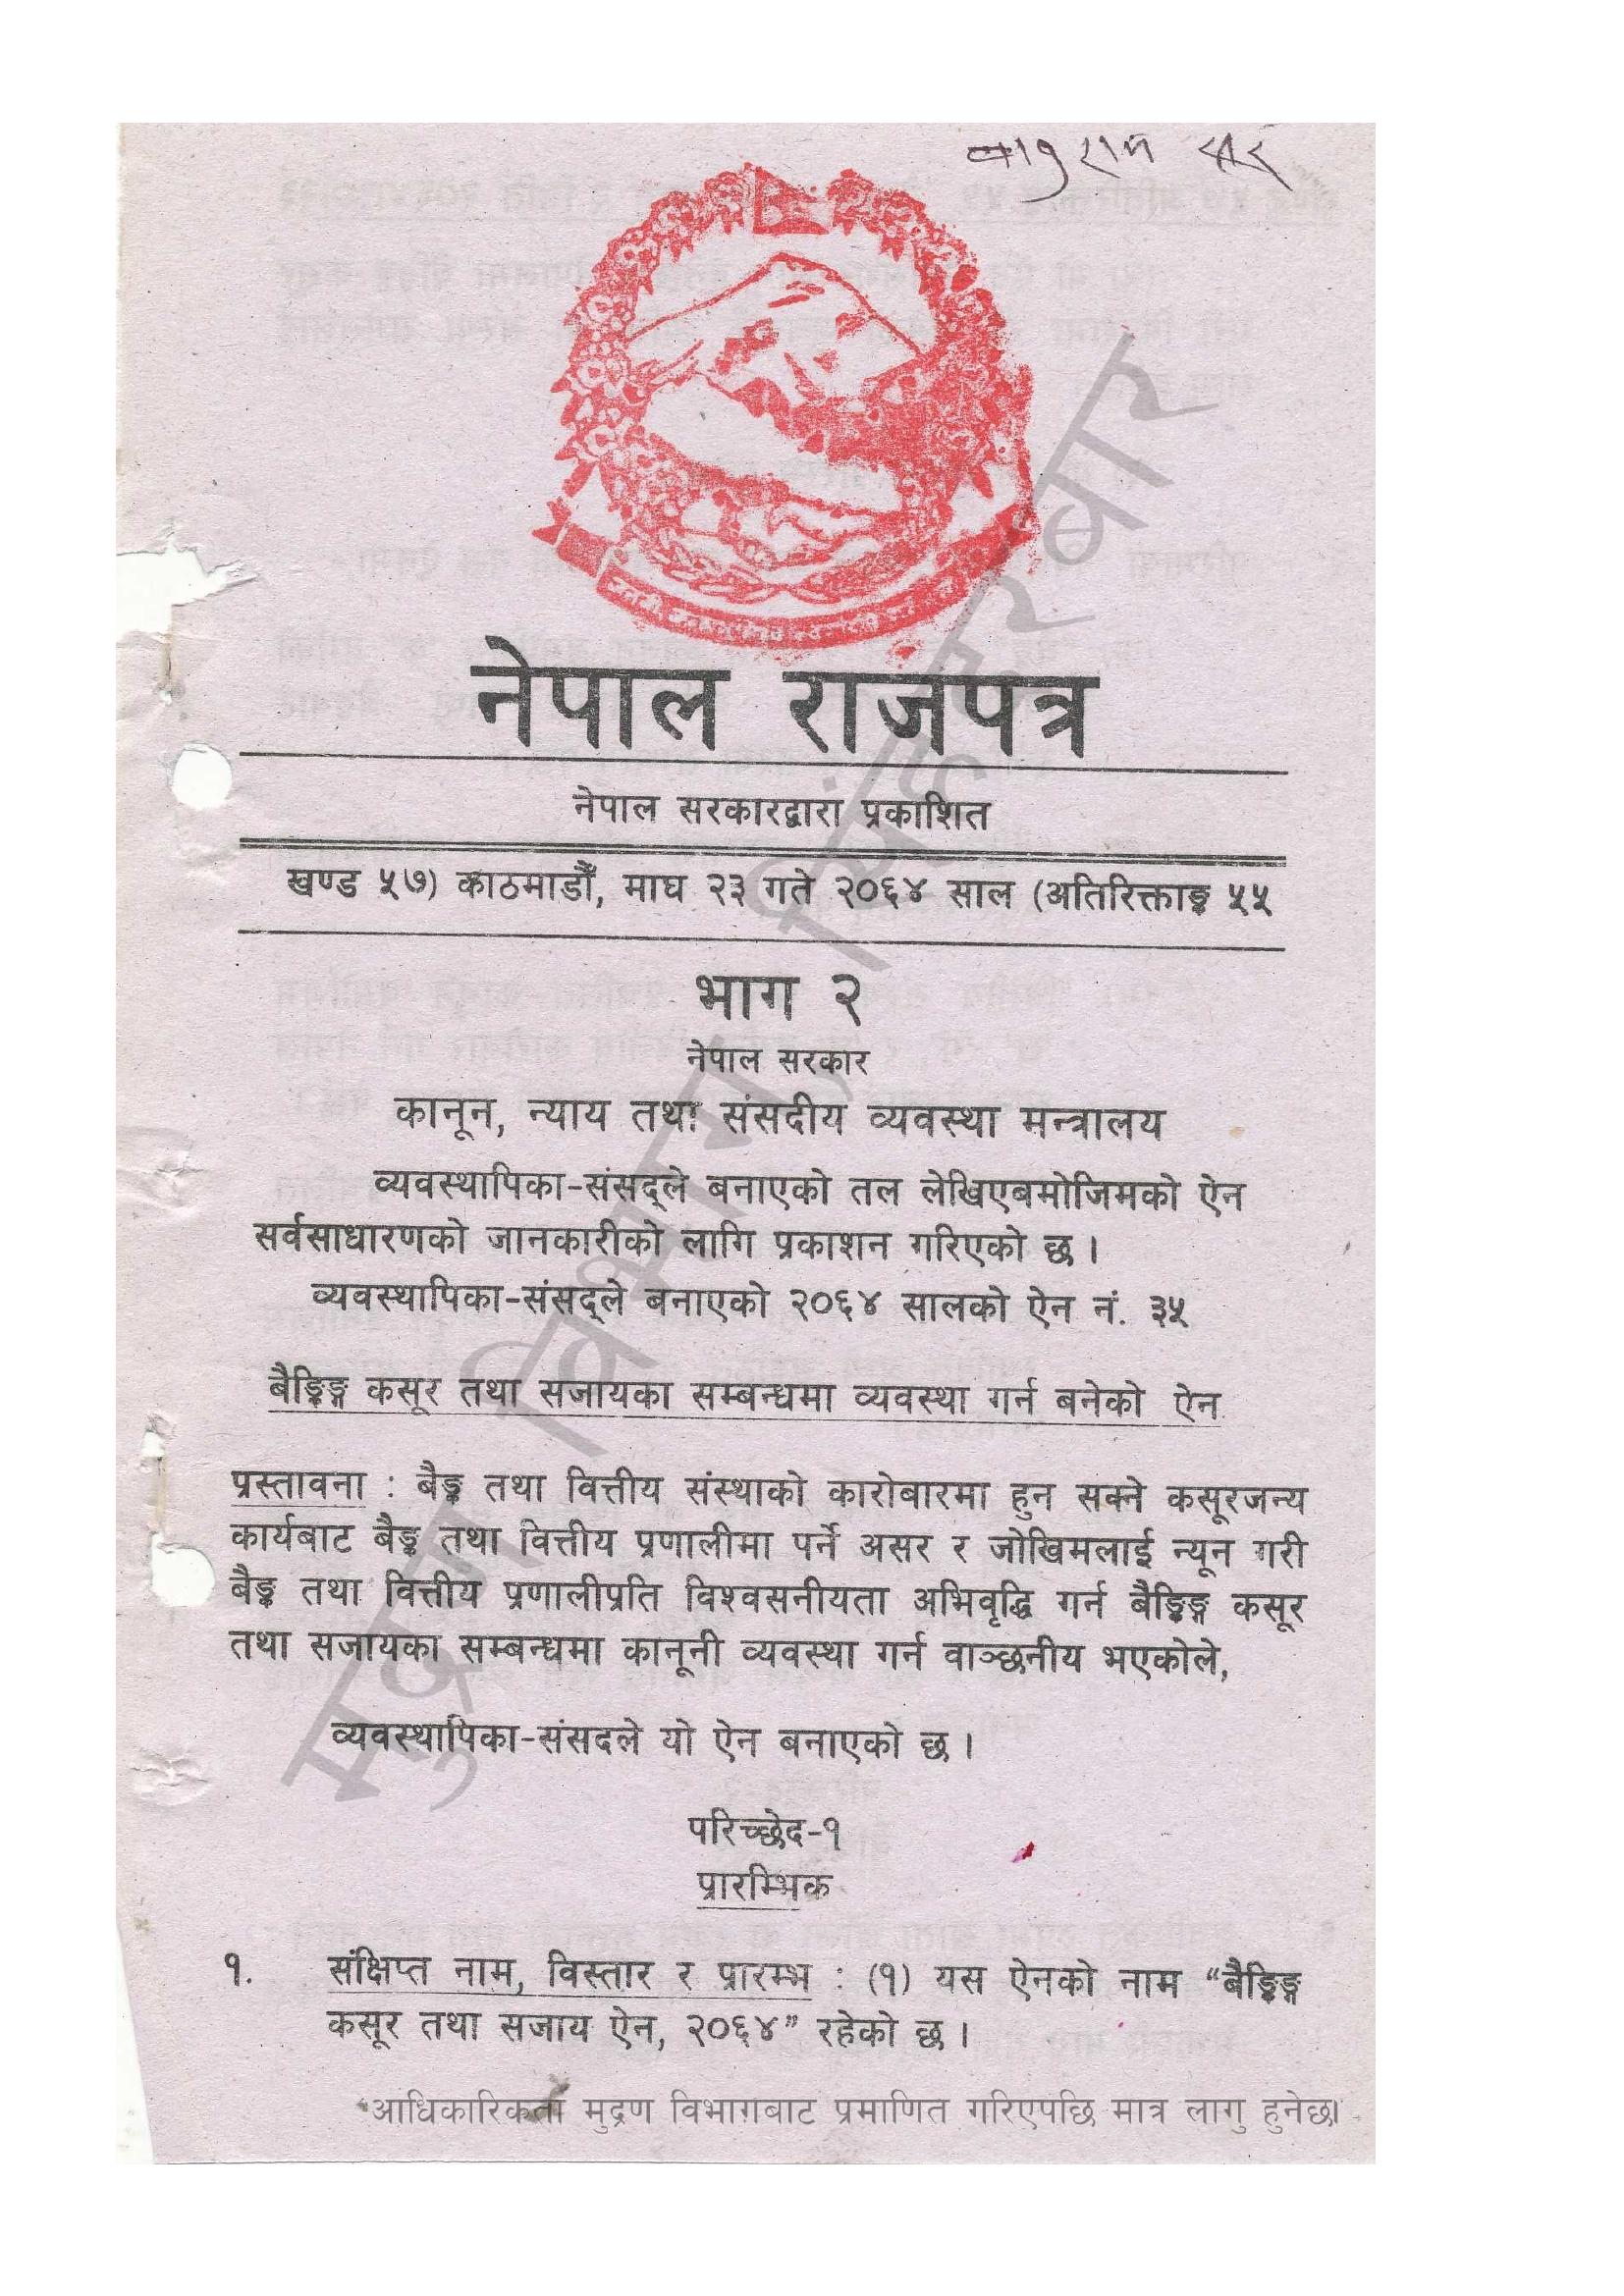 नेपाल राजपत्र
नेपाल सरकारद्वारा प्रकाशित
खण्ड ५७) काठमाडौँ, माघ २३ गते २०६४ साल (अतिरिक्ताङ्क ५५
भाग २
नेपाल सरकार
कानून, न्याय तथा संसदीय व्यवस्था मन्त्रालय
व्यवस्थापिका-संसद्ले बनाएको तल लेखिएबमोजिमको ऐन
सर्वसाधारणको जानकारीको लागि प्रकाशन गरिएको छ ।
व्यवस्थापिका-संसद्ले बनाएको २०६४ सालको ऐन नं. ३५
बैङ्किङ्ग कसूर तथा सजायका सम्बन्धमा व्यवस्था गर्न बनेको ऐन
प्रस्तावना : बैङ्क तथा वित्तीय संस्थाको कारोबारमा हुन सक्ने कसूरजन्य
कार्यबाट बैङ्क तथा वित्तीय प्रणालीमा पर्ने असर र जोखिमलाई न्यून गरी
बैङ्क तथा वित्तीय प्रणालीप्रति विश्वसनीयता अभिवृद्धि गर्न बैङ्किङ्ग कसूर
तथा सजायका सम्बन्धमा कानूनी व्यवस्था गर्न वाञ्छनीय भएकोले,
व्यवस्थापिका-संसदले यो ऐन बनाएको छ ।
परिच्छेद-१
प्रारम्भिक
१. संक्षिप्त नाम, विस्तार र प्रारम्भ : (१) यस ऐनको नाम “बैङ्किङ्ग
कसूर तथा सजाय ऐन, २०६४” रहेको छ ।
आधिकारिकता मुद्रण विभागबाट प्रमाणित गरिएपछि मात्र लागु हुनेछ।
मुद्रण विभाग, सिंहदरबार